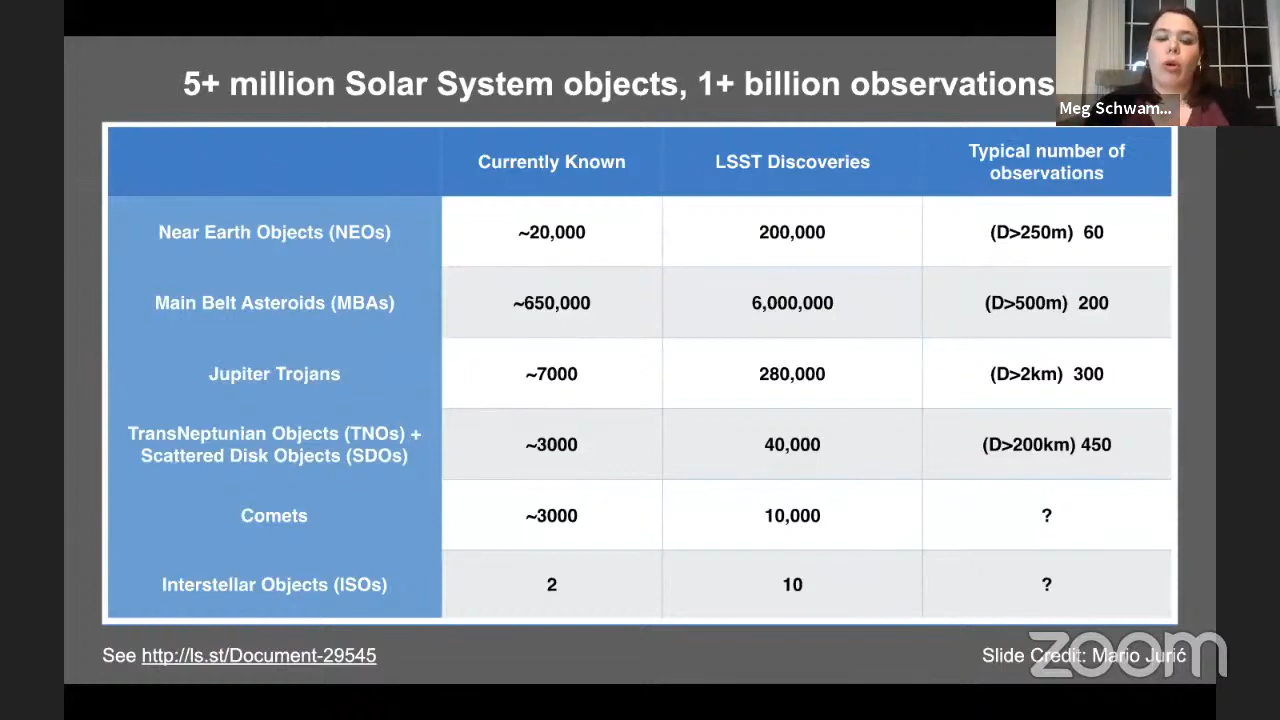 5+ million Solar System objects, 1+ billion observations
Meg Schwam...
Currently Known
LSST Discoveries
Typical number of
observations
Near Earth Objects (NEOs)
~20,000
200,000
(D>250m) 60
Main Belt Asteroids (MBAs)
~650,000
6,000,000
(D>500m) 200
Jupiter Trojans
~7000
280,000
(D>2km) 300
TransNeptunian Objects (TNOs) +
Scattered Disk Objects (SDOs)
~3000
40,000
(D>200km) 450
Comets
~3000
10,000
?
Interstellar Objects (ISOs)
2
10
?
See http://ls.st/Document-29545
Slide Credit: Mario Jurić
zoom